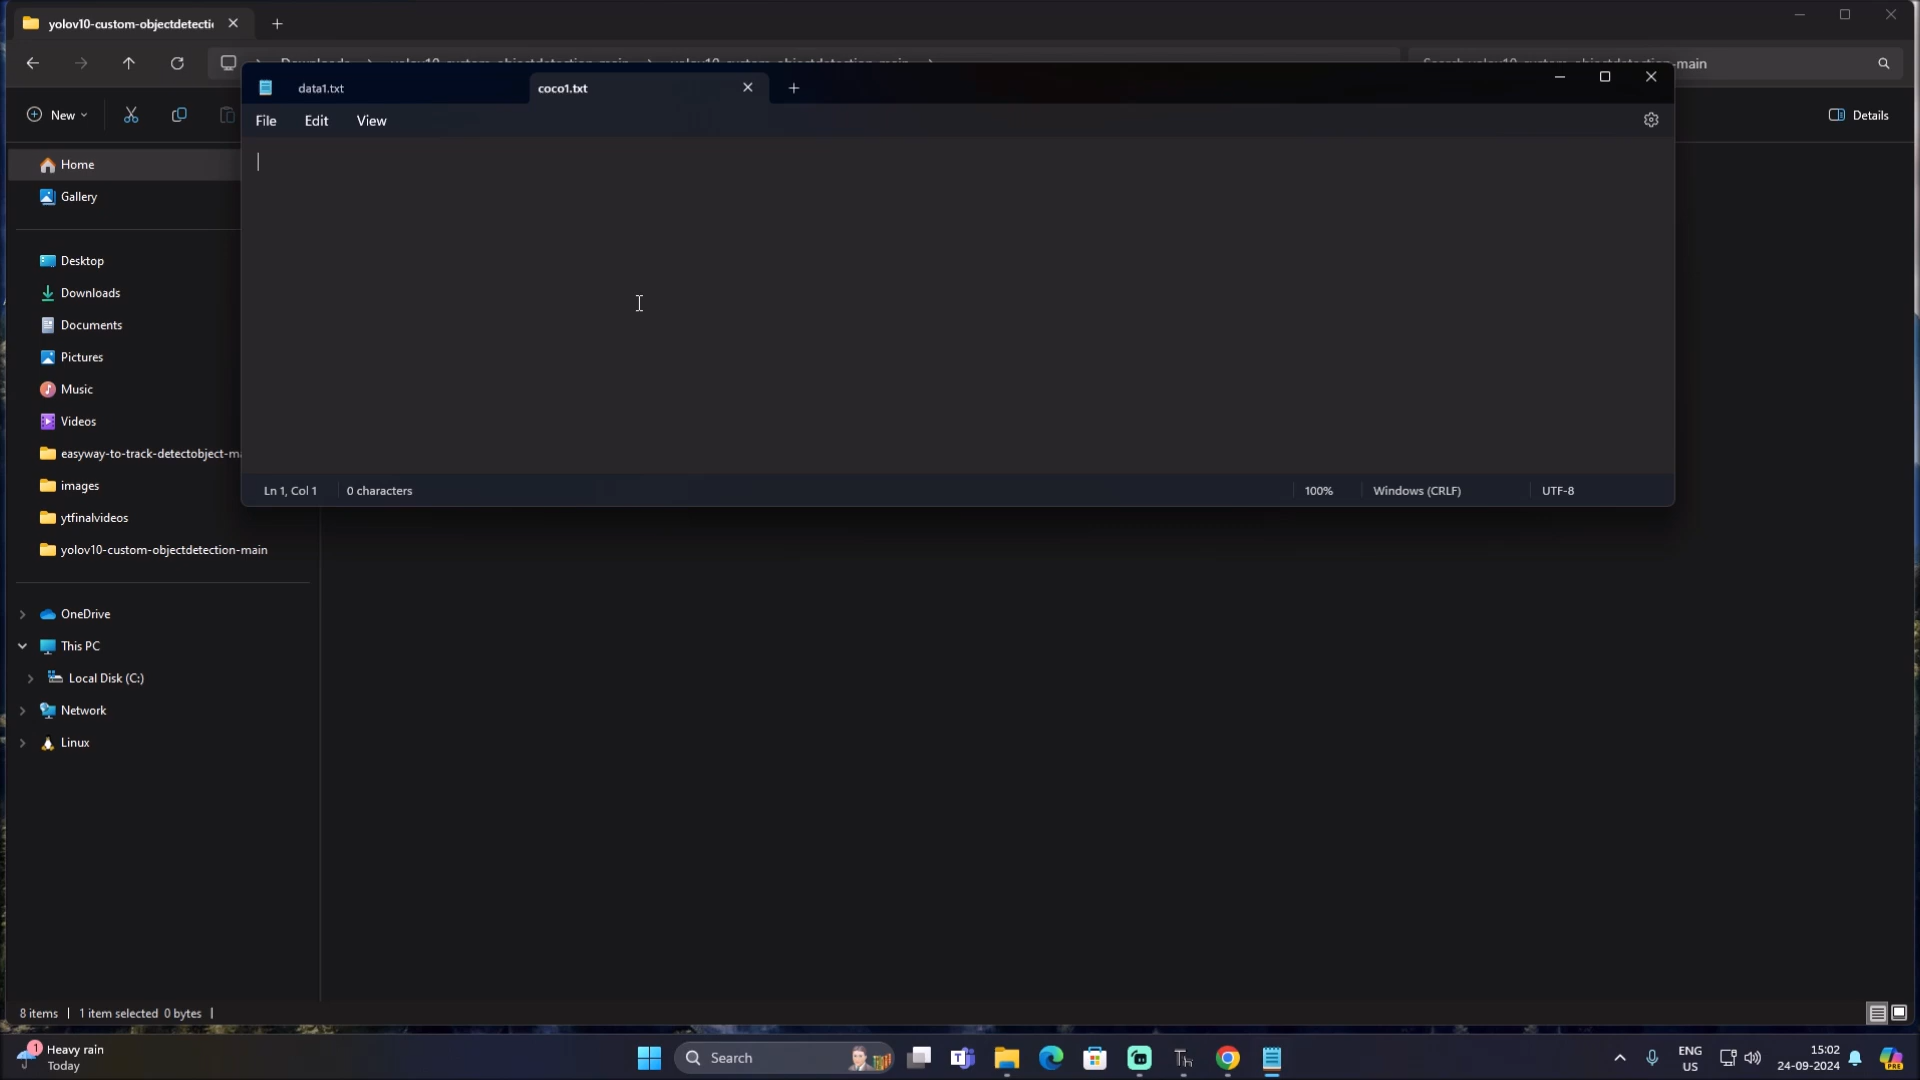 yolov10-custom-objectdetecti
data1.txt
coco1.txt
-main
File Edit View
New
Details
Home
Gallery
Desktop
Downloads
Documents
Pictures
Music
Videos
easyway-to-track-detectobject-m
images
ytfinalvideos
yolov10-custom-objectdetection-main
OneDrive
This PC
Local Disk (C:)
Network
Linux
Ln 1, Col 1 0 characters 100% Windows (CRLF) UTF-8
8 items 1 item selected 0 bytes
1
Heavy rain
Today
Search
PRE
ENG
US
15:02
24-09-2024